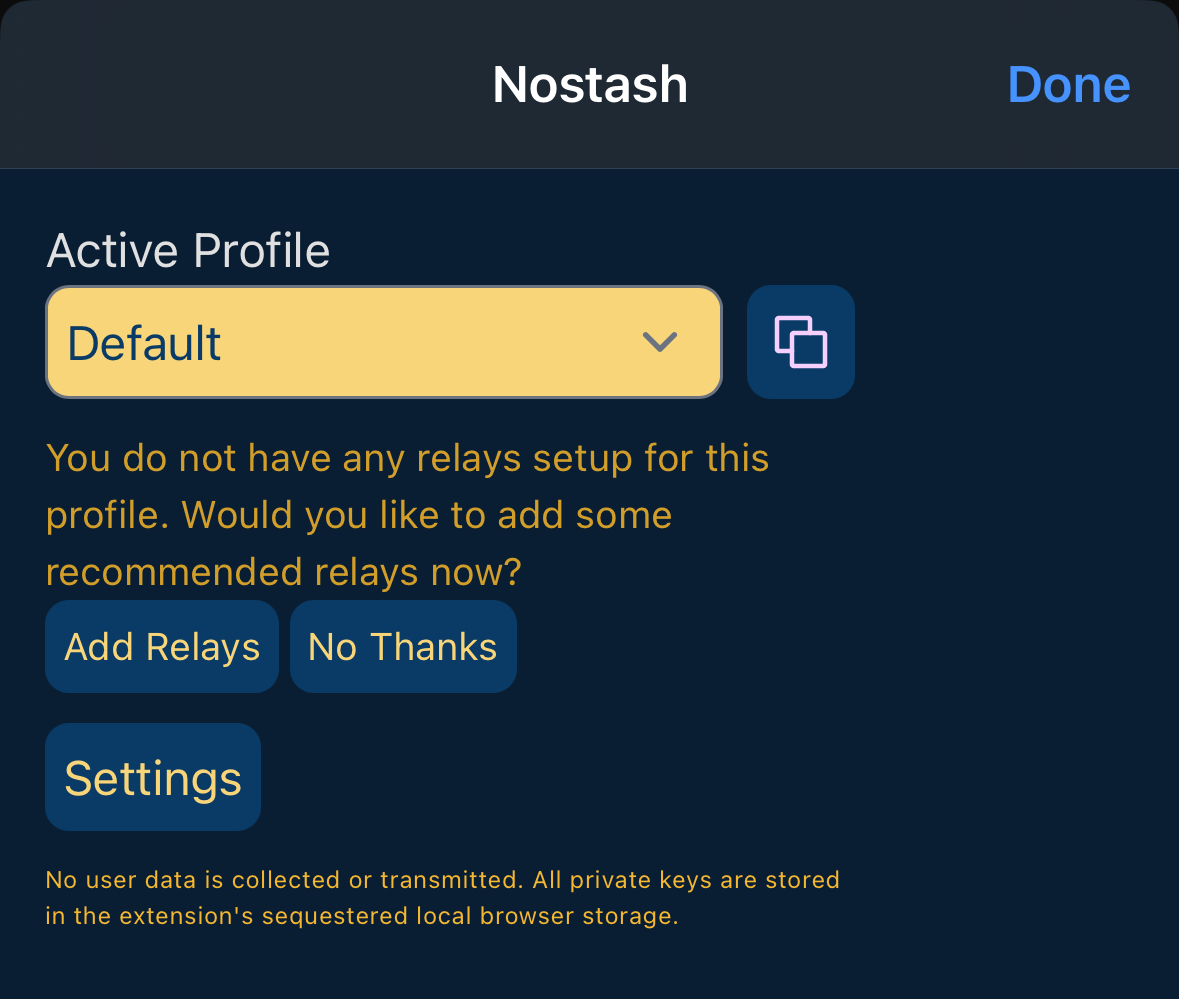 Nostash
Done
Active Profile
Default
You do not have any relays setup for this
profile. Would you like to add some
recommended relays now?
Add Relays
No Thanks
Settings
No user data is collected or transmitted. All private keys are stored
in the extension's sequestered local browser storage.